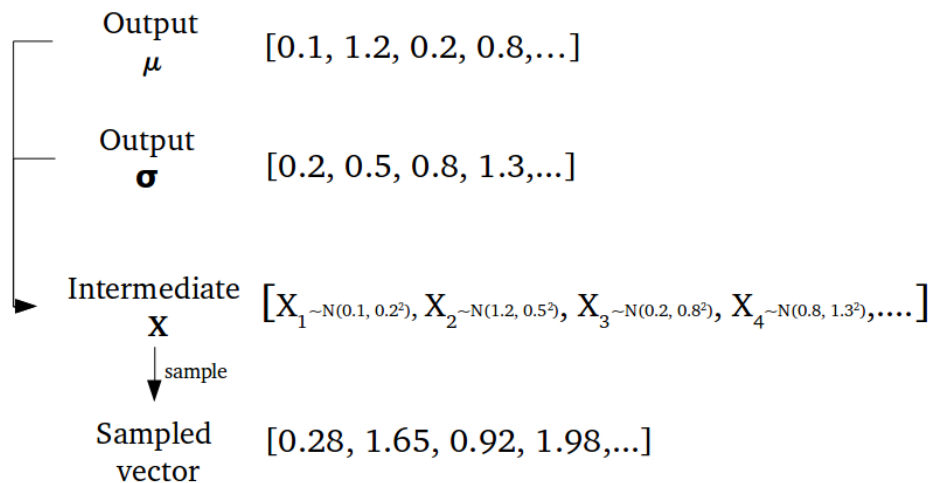 Output
μ [0.1, 1.2, 0.2, 0.8,...]
Output
σ [0.2, 0.5, 0.8, 1.3,...]
Intermediate
X [X₁~N(0.1, 0.2²), X₂~N(1.2, 0.5²), X₃~N(0.2, 0.8²), X₄~N(0.8, 1.3²),....]
sample
Sampled
vector [0.28, 1.65, 0.92, 1.98,...]